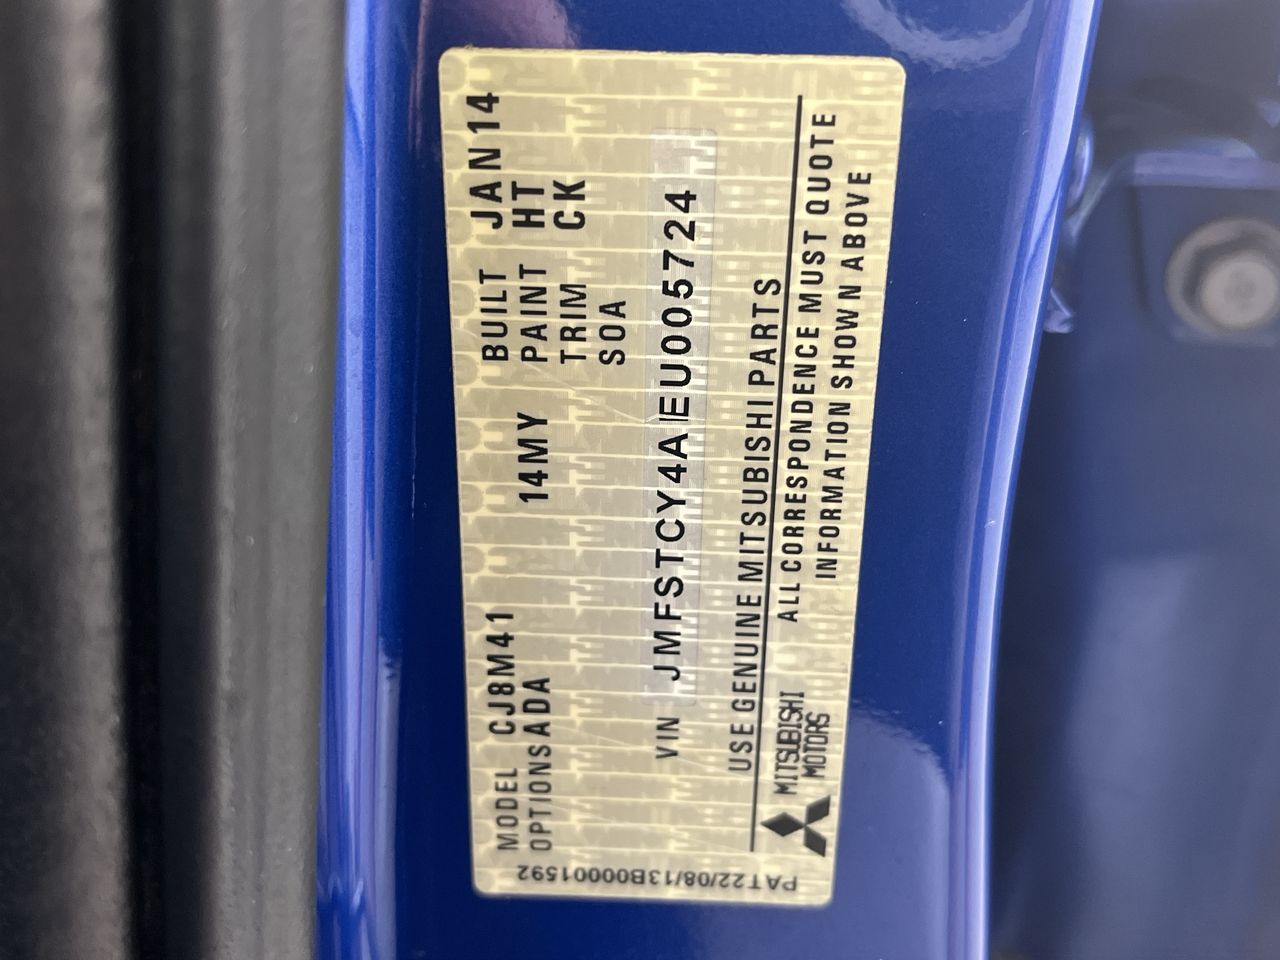 MODEL CJ8M41 14MY BUILT JAN14
OPTIONS ADA PAINT HT
TRIM CK
SOA
VIN JMFSTCY4AEU005724
USE GENUINE MITSUBISHI PARTS
MITSUBISHI
MOTORS
ALL CORRESPONDENCE MUST QUOTE
INFORMATION SHOWN ABOVE
PAT22/08/13B00001592